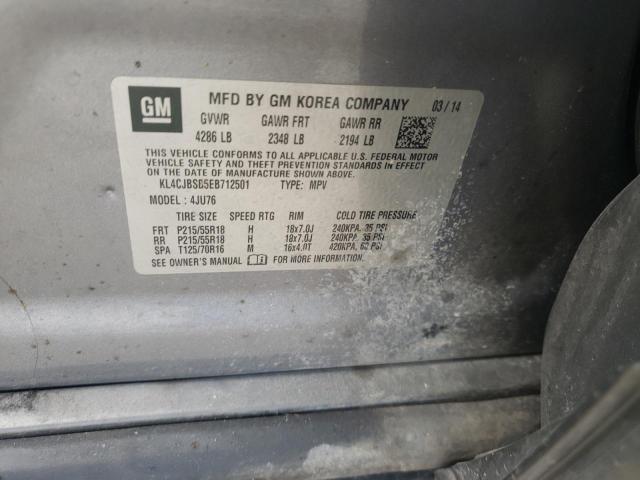 GM
MFD BY GM KOREA COMPANY 03/14
GVWR GAWR FRT GAWR RR
4286 LB 2348 LB 2194 LB
THIS VEHICLE CONFORMS TO ALL APPLICABLE U.S. FEDERAL MOTOR
VEHICLE SAFETY AND THEFT PREVENTION STANDARDS IN EFFECT
ON THE DATE OF MANUFACTURE SHOWN ABOVE.
KL4CJBSB5EB712501 TYPE: MPV
MODEL: 4JU76
TIRE SIZE SPEED RTG RIM COLD TIRE PRESSURE
FRT P215/55R18 H 18x7.0J 240KPA, 35 PSI
RR P215/55R18 H 18x7.0J 240KPA, 35 PSI
SPA T125/70R16 M 16x4.0T 420KPA, 60 PSI
SEE OWNER'S MANUAL FOR MORE INFORMATION.